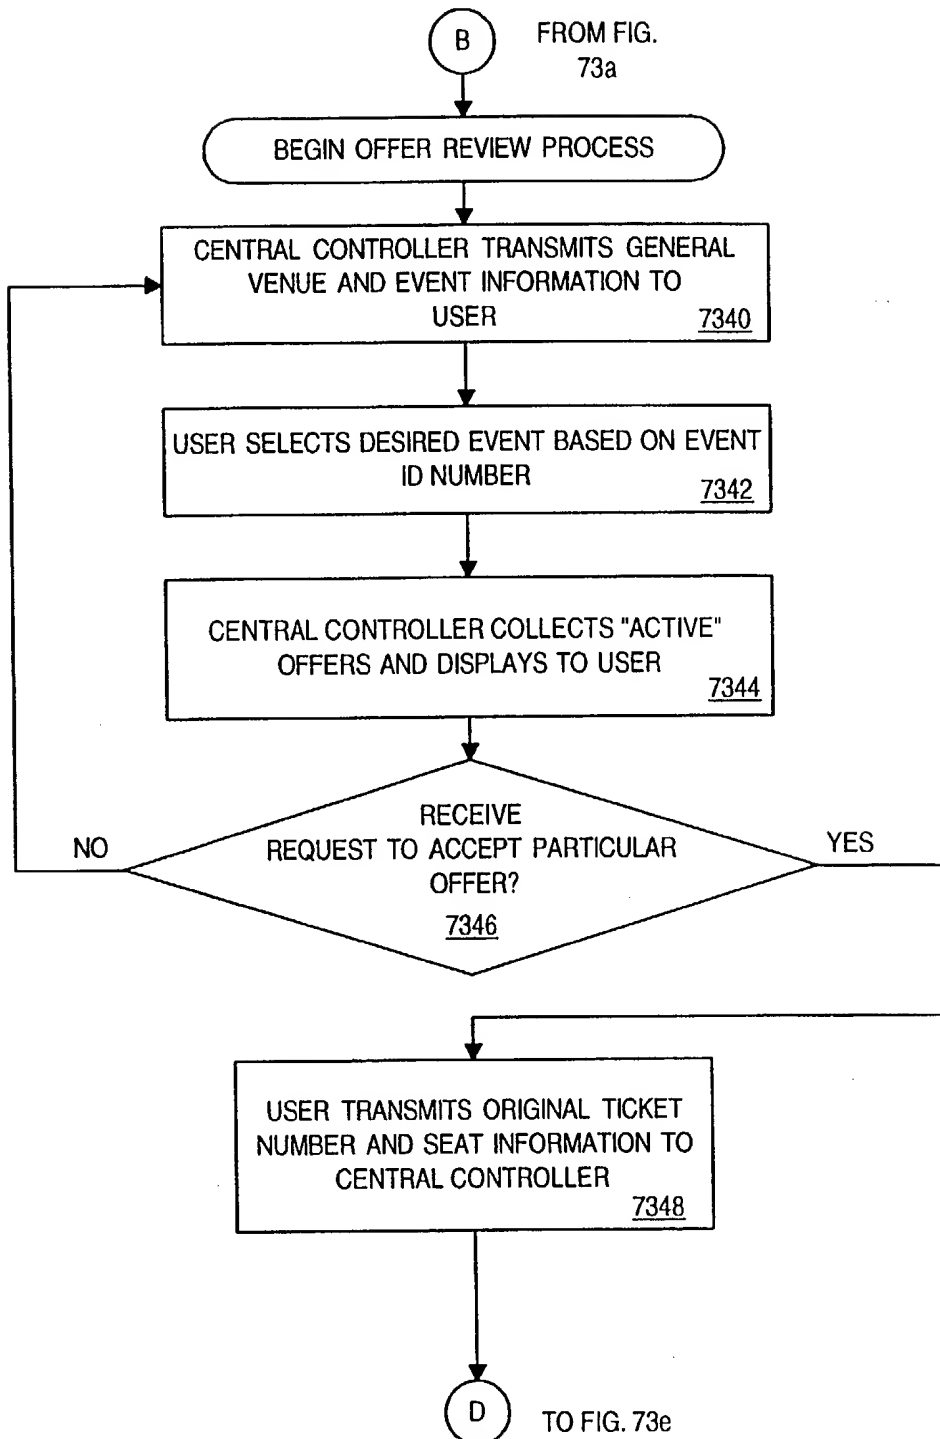 B
FROM FIG.
73a
BEGIN OFFER REVIEW PROCESS
CENTRAL CONTROLLER TRANSMITS GENERAL
VENUE AND EVENT INFORMATION TO
USER
7340
USER SELECTS DESIRED EVENT BASED ON EVENT
ID NUMBER
7342
CENTRAL CONTROLLER COLLECTS "ACTIVE"
OFFERS AND DISPLAYS TO USER
7344
RECEIVE
REQUEST TO ACCEPT PARTICULAR
OFFER?
7346
NO
YES
USER TRANSMITS ORIGINAL TICKET
NUMBER AND SEAT INFORMATION TO
CENTRAL CONTROLLER
7348
D
TO FIG. 73e